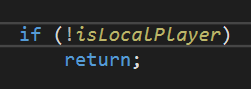 if (!isLocalPlayer)
    return;